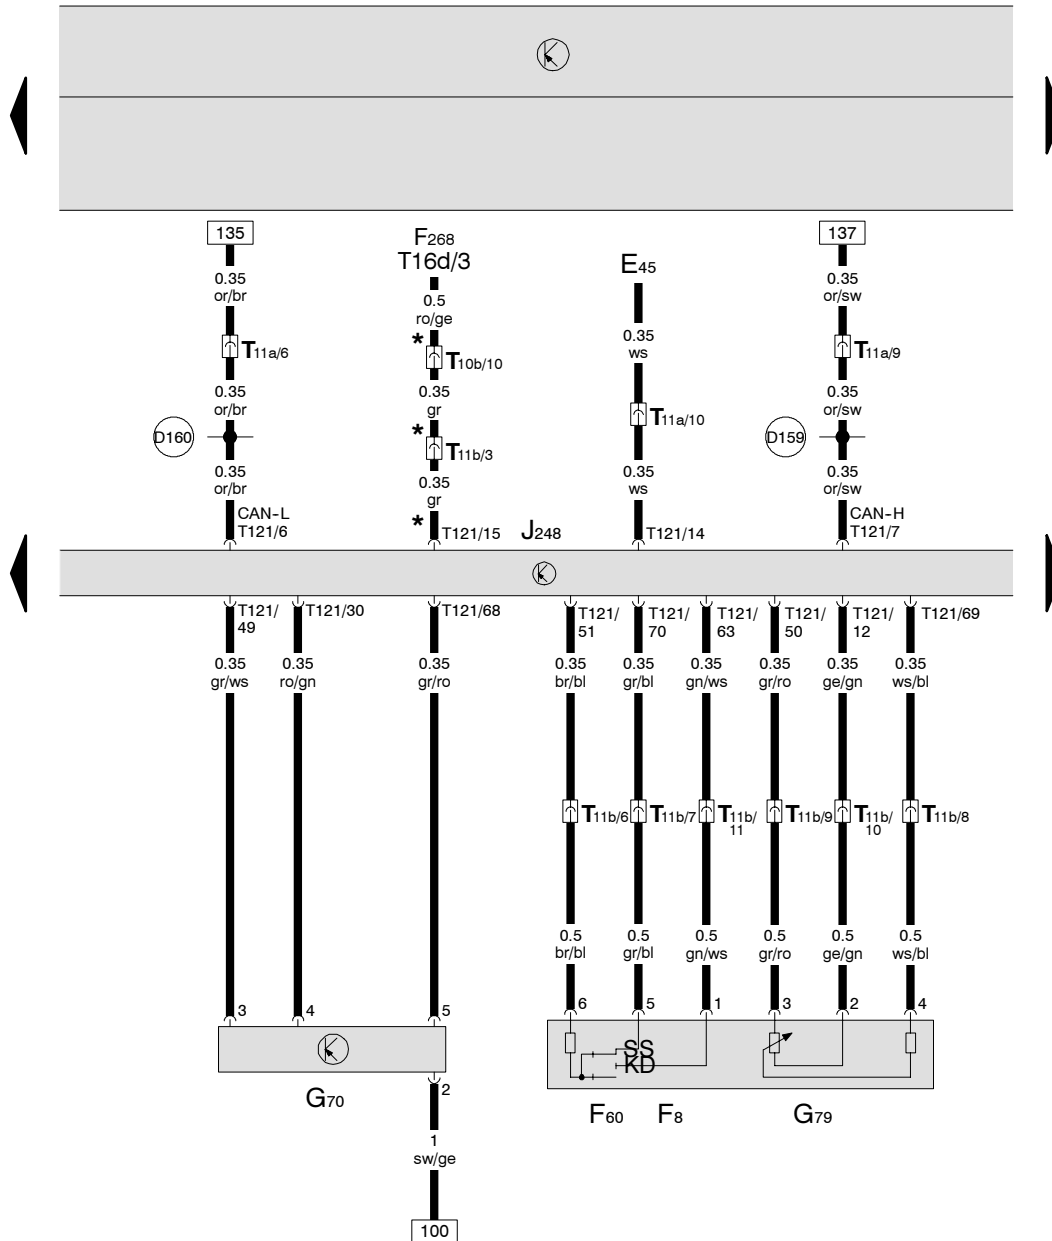 135
F268
T16d/3
E45
137
0.35
or/br
0.5
ro/ge
0.35
ws
0.35
or/sw
*
T11a/6
T10b/10
T11a/9
0.35
or/br
0.35
gr
T11a/10
0.35
or/sw
D160
*
T11b/3
D159
0.35
or/br
0.35
gr
0.35
ws
0.35
or/sw
CAN-L
T121/6
*
T121/15
J248
T121/14
CAN-H
T121/7
T121/
49
T121/30
T121/68
T121/
51
T121/
70
T121/
63
T121/
50
T121/
12
T121/69
0.35
gr/ws
0.35
ro/gn
0.35
gr/ro
0.35
br/bl
0.35
gr/bl
0.35
gn/ws
0.35
gr/ro
0.35
ge/gn
0.35
ws/bl
T11b/6
T11b/7
T11b/
11
T11b/9
T11b/
10
T11b/8
0.5
br/bl
0.5
gr/bl
0.5
gn/ws
0.5
gr/ro
0.5
ge/gn
0.5
ws/bl
3
4
5
6
5
1
3
2
4
SS
KD
G70
2
F60
F8
G79
1
sw/ge
100